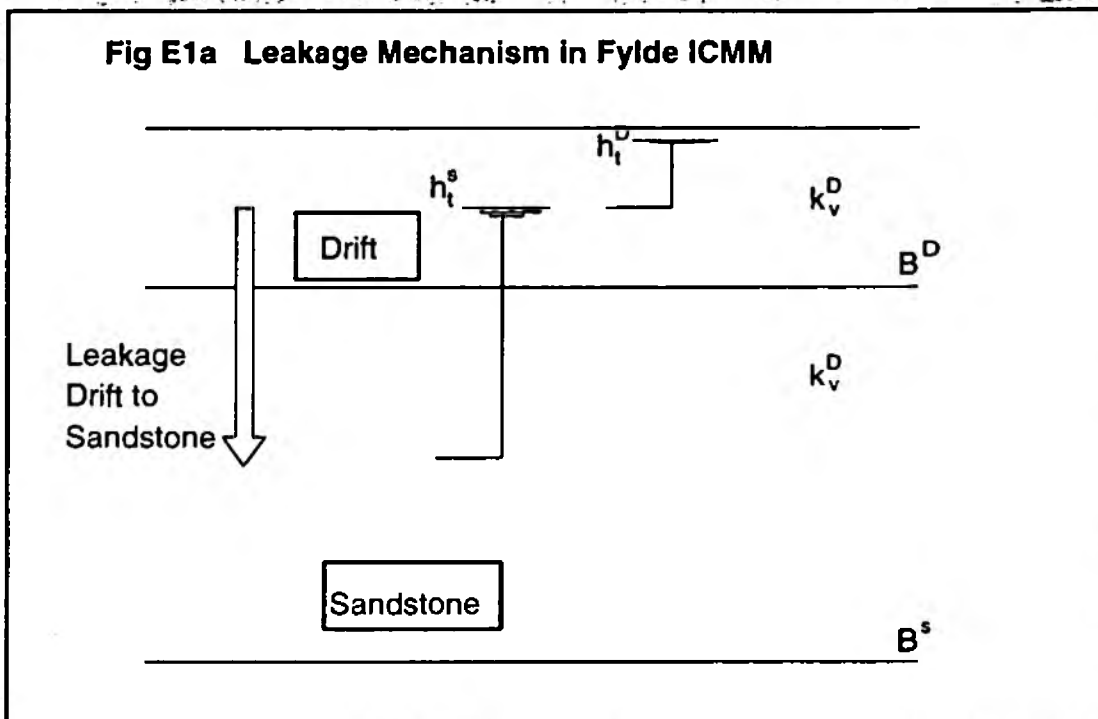 Fig E1a Leakage Mechanism in Fylde ICMM
h_t^D
h_t^s
k_v^D
Drift
B^D
Leakage
Drift to
Sandstone
k_v^D
Sandstone
B^s